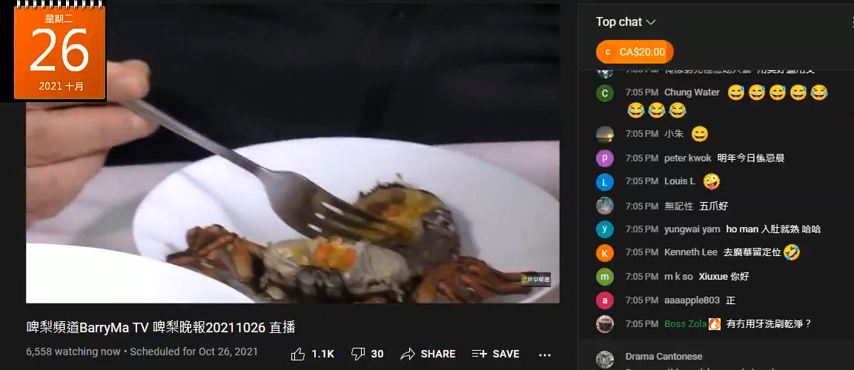 星期二
26
2021 十月
啤梨頻道BarryMa TV 啤梨晚報20211026 直播
6,558 watching now • Scheduled for Oct 26, 2021
1.1K
30
SHARE
SAVE
Top chat
C CA$20.00
C 7:05 PM Chung Water 😅😅😅😅😂
😂😂😂
7:05 PM 小朱 😄
p 7:05 PM peter kwok 明年今日係忌晨
L 7:05 PM Louis L 🤪
7:05 PM 無記性 五爪好
y 7:05 PM yungwai yam ho man 入肚就熟 哈哈
K 7:05 PM Kenneth Lee 去廣華留定位🤣
m 7:05 PM m k so Xiuxue 你好
a 7:05 PM aaaapple803 正
7:05 PM Boss Zola 有冇用牙洗刷乾淨？
Drama Cantonese